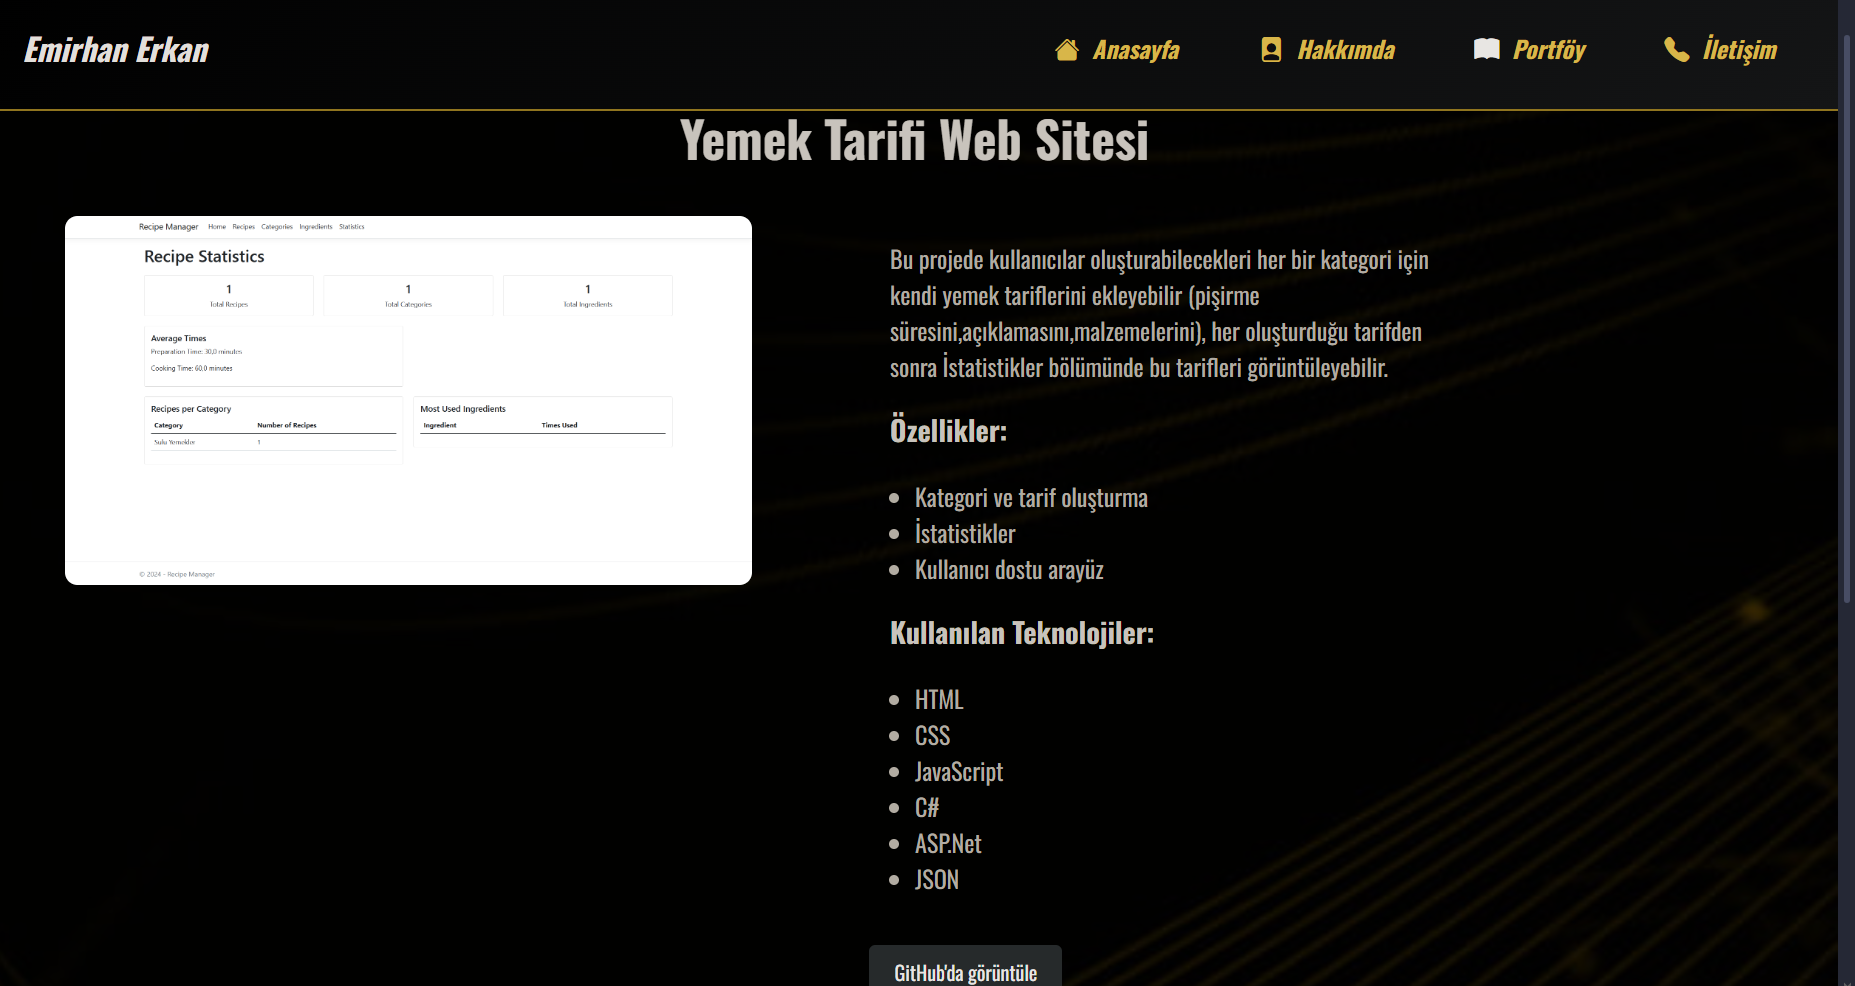 Emirhan Erkan
Anasayfa
Hakkımda
Portföy
İletişim
Yemek Tarifi Web Sitesi
Recipe Manager Home Recipes Categories Ingredients Statistics
Recipe Statistics
1
Total Recipes
1
Total Categories
1
Total Ingredients
Average Times
Preparation Time: 30,0 minutes
Cooking Time: 60,0 minutes
Recipes per Category
Category Number of Recipes
Sulu Yemekler 1
Most Used Ingredients
Ingredient Times Used
© 2024 - Recipe Manager
Bu projede kullanıcılar oluşturabilecekleri her bir kategori için
kendi yemek tariflerini ekleyebilir (pişirme
süresini,açıklamasını,malzemelerini), her oluşturduğu tarifden
sonra İstatistikler bölümünde bu tarifleri görüntüleyebilir.
Özellikler:
Kategori ve tarif oluşturma
İstatistikler
Kullanıcı dostu arayüz
Kullanılan Teknolojiler:
HTML
CSS
JavaScript
C#
ASP.Net
JSON
GitHub'da görüntüle